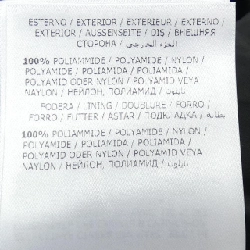 ESTERNO / EXTERIOR / EXTERIEUR / EXTERNO /
EXTERIOR / AUSSENSEITE / DIS / ВНЕШНЯЯ
СТОРОНА / الجزء الخارجي /
100% POLIAMMIDE / POLYAMIDE / NYLON /
POLYAMIDE / POLIAMIDA / POLIAMIDA /
POLYAMID ODER NYLON / POLYAMID VEYA
NAYLON / НЕЙЛОН, ПОЛИАМИД / نايلون
FODERA / LINING / DOUBLURE / FORRO /
FORRO / FUTTER / ASTAR / ПОДКЛАДКА / بطانة /
100% POLIAMMIDE / POLYAMIDE / NYLON /
POLYAMIDE / POLIAMIDA / POLIAMIDA /
POLYAMID ODER NYLON / POLYAMID VEYA
NAYLON / НЕЙЛОН, ПОЛИАМИД / نايلون